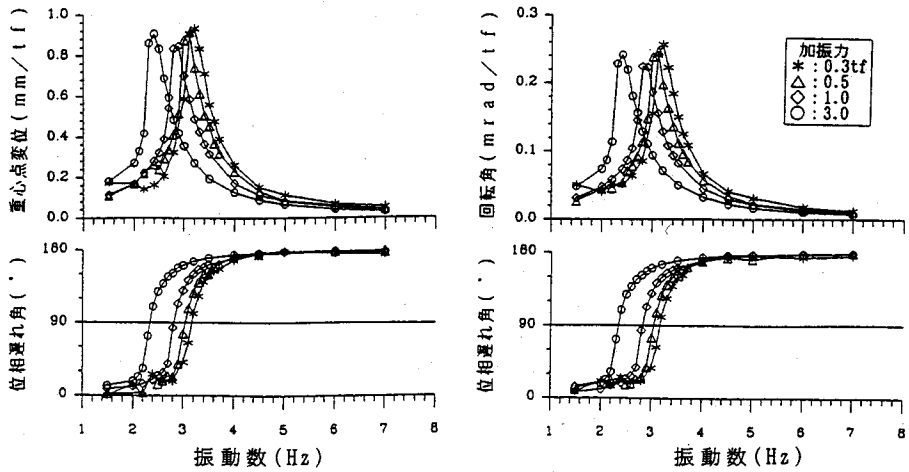 重心点変位(mm/tf)
1.0
0.8
0.6
0.4
0.2
0.0
位相遅れ角(°)
180
90
0
1 2 3 4 5 6 7 8
振動数(Hz)
回転角(mrad/tf)
0.3
0.2
0.1
0.0
加振力
*:0.3tf
△:0.5
◇:1.0
○:3.0
位相遅れ角(°)
180
90
0
1 2 3 4 5 6 7 8
振動数(Hz)